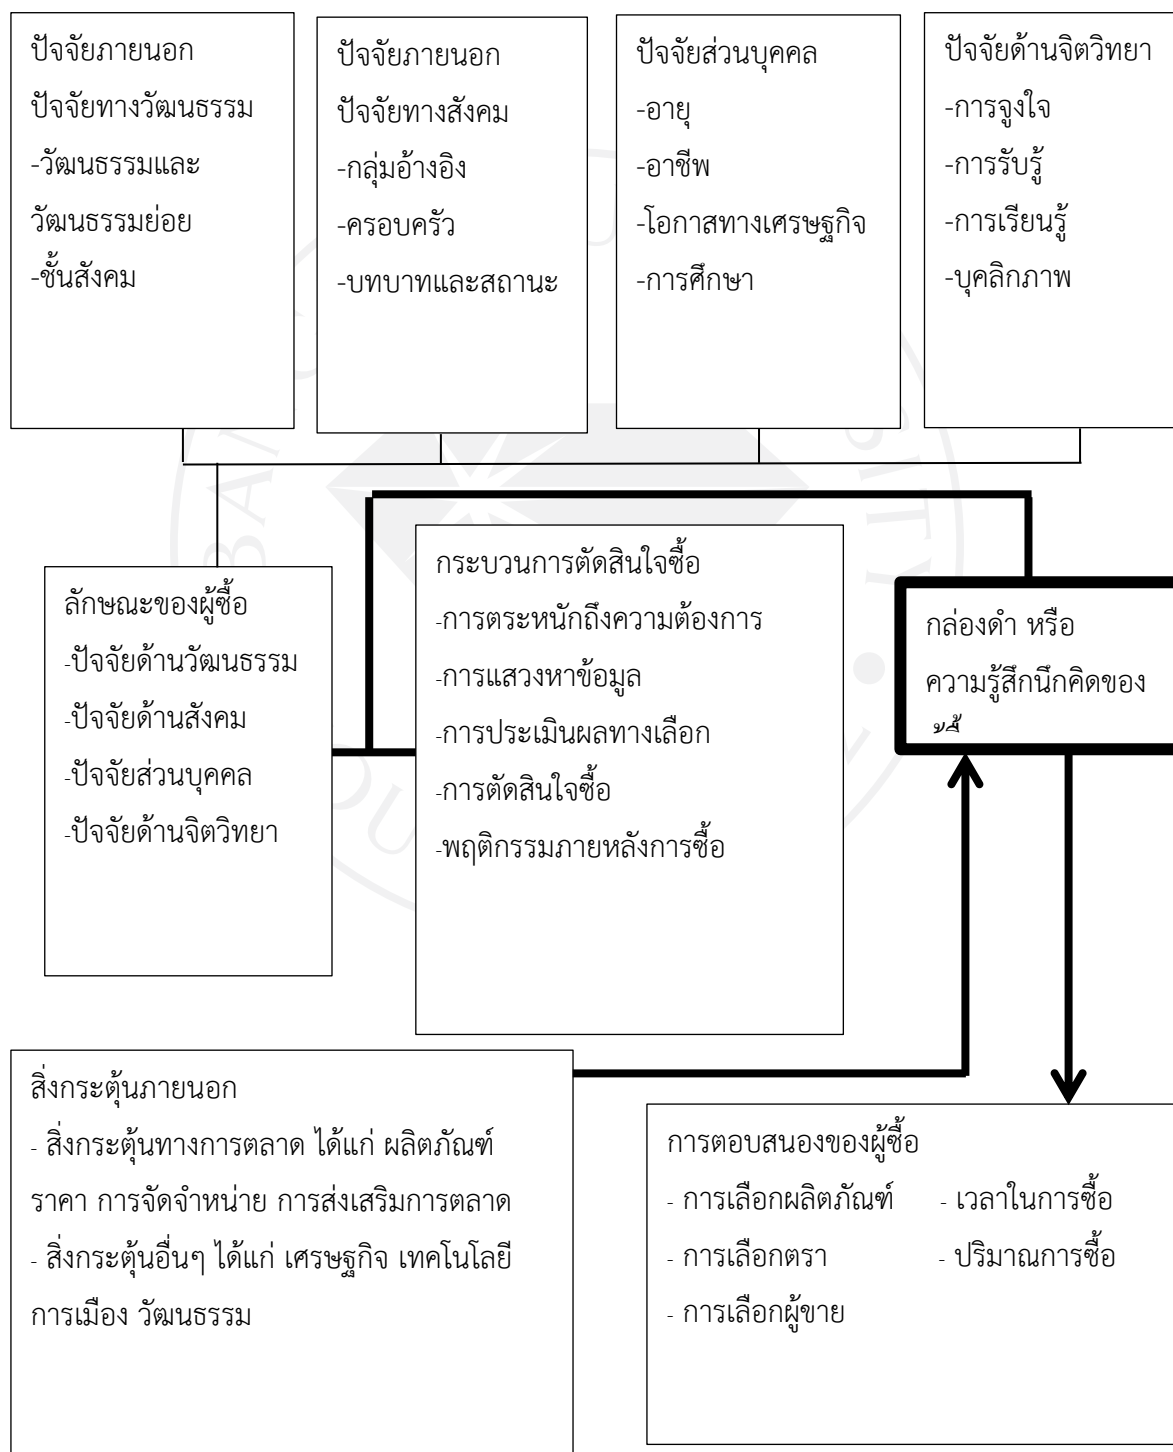 ปัจจัยภายนอก
ปัจจัยทางวัฒนธรรม
-วัฒนธรรมและ
วัฒนธรรมย่อย
-ชั้นสังคม
ปัจจัยภายนอก
ปัจจัยทางสังคม
-กลุ่มอ้างอิง
-ครอบครัว
-บทบาทและสถานะ
ปัจจัยส่วนบุคคล
-อายุ
-อาชีพ
-โอกาสทางเศรษฐกิจ
-การศึกษา
ปัจจัยด้านจิตวิทยา
-การจูงใจ
-การรับรู้
-การเรียนรู้
-บุคลิกภาพ
ลักษณะของผู้ซื้อ
-ปัจจัยด้านวัฒนธรรม
-ปัจจัยด้านสังคม
-ปัจจัยส่วนบุคคล
-ปัจจัยด้านจิตวิทยา
กระบวนการตัดสินใจซื้อ
-การตระหนักถึงความต้องการ
-การแสวงหาข้อมูล
-การประเมินผลทางเลือก
-การตัดสินใจซื้อ
-พฤติกรรมภายหลังการซื้อ
กล่องดำ หรือ
ความรู้สึกนึกคิดของ
สิ่งกระตุ้นภายนอก
- สิ่งกระตุ้นทางการตลาด ได้แก่ ผลิตภัณฑ์
ราคา การจัดจำหน่าย การส่งเสริมการตลาด
- สิ่งกระตุ้นอื่นๆ ได้แก่ เศรษฐกิจ เทคโนโลยี
การเมือง วัฒนธรรม
การตอบสนองของผู้ซื้อ
- การเลือกผลิตภัณฑ์ - เวลาในการซื้อ
- การเลือกตรา - ปริมาณการซื้อ
- การเลือกผู้ขาย